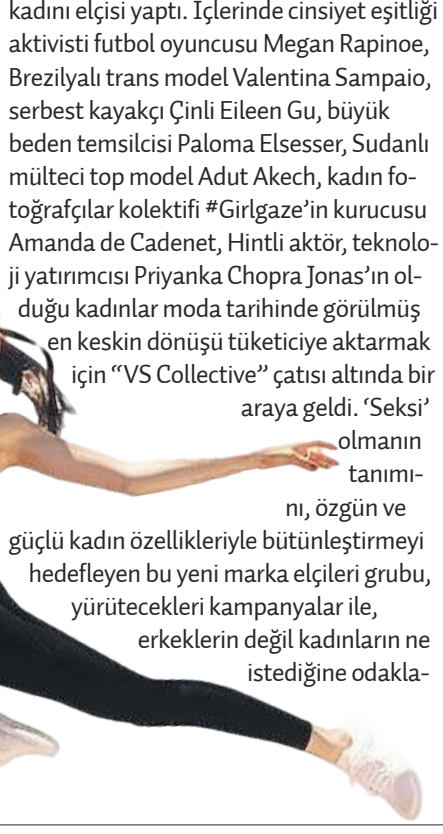 kadını elçisi yaptı. İçlerinde cinsiyet eşitliği
aktivisti futbol oyuncusu Megan Rapinoe,
Brezilyalı trans model Valentina Sampaio,
serbest kayakçı Çinli Eileen Gu, büyük
beden temsilcisi Paloma Elsesser, Sudanlı
mülteci top model Adut Akech, kadın fo-
toğrafçılar kolektifi #Girlgaze’in kurucusu
Amanda de Cadenet, Hintli aktör, teknolo-
ji yatırımcısı Priyanka Chopra Jonas’ın ol-
duğu kadınlar moda tarihinde görülmüş
en keskin dönüşü tüketiciye aktarmak
için “VS Collective” çatısı altında bir
araya geldi. ‘Seksi’
olmanın
tanımı-
nı, özgün ve
güçlü kadın özellikleriyle bütünleştirmeyi
hedefleyen bu yeni marka elçileri grubu,
yürütecekleri kampanyalar ile,
erkeklerin değil kadınların ne
istediğine odakla-